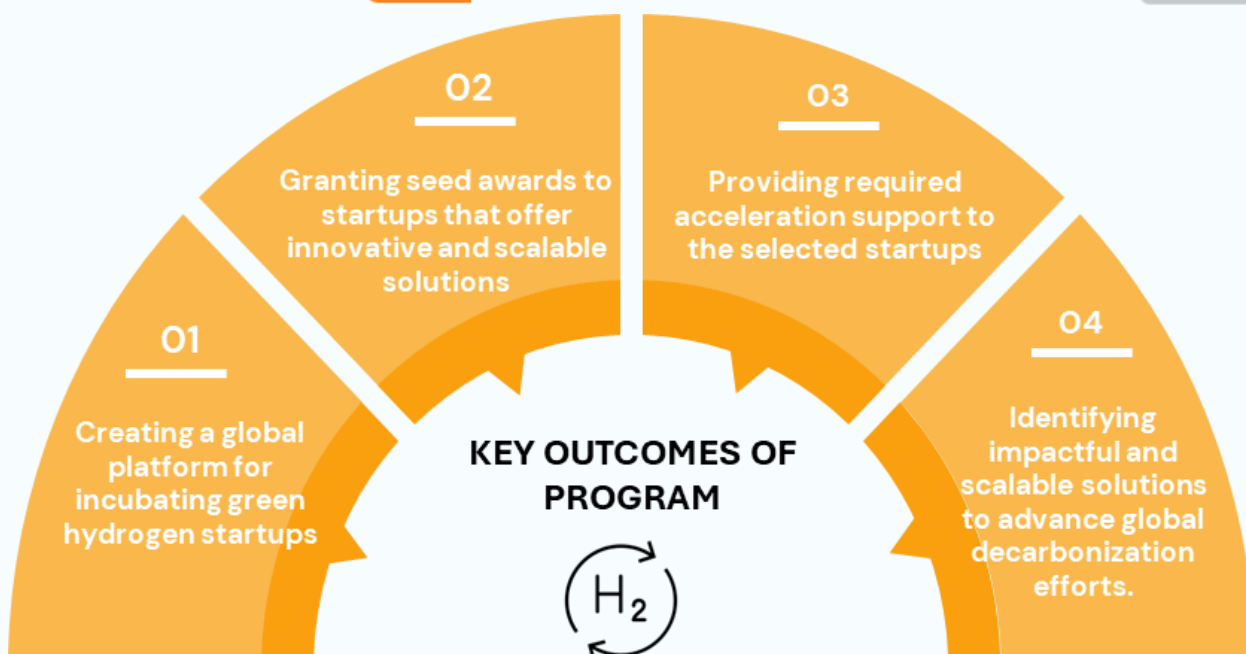 01
Creating a global
platform for
incubating green
hydrogen startups
02
Granting seed awards to
startups that offer
innovative and scalable
solutions
03
Providing required
acceleration support to
the selected startups
04
Identifying
impactful and
scalable solutions
to advance global
decarbonization
efforts.
KEY OUTCOMES OF
PROGRAM
H₂